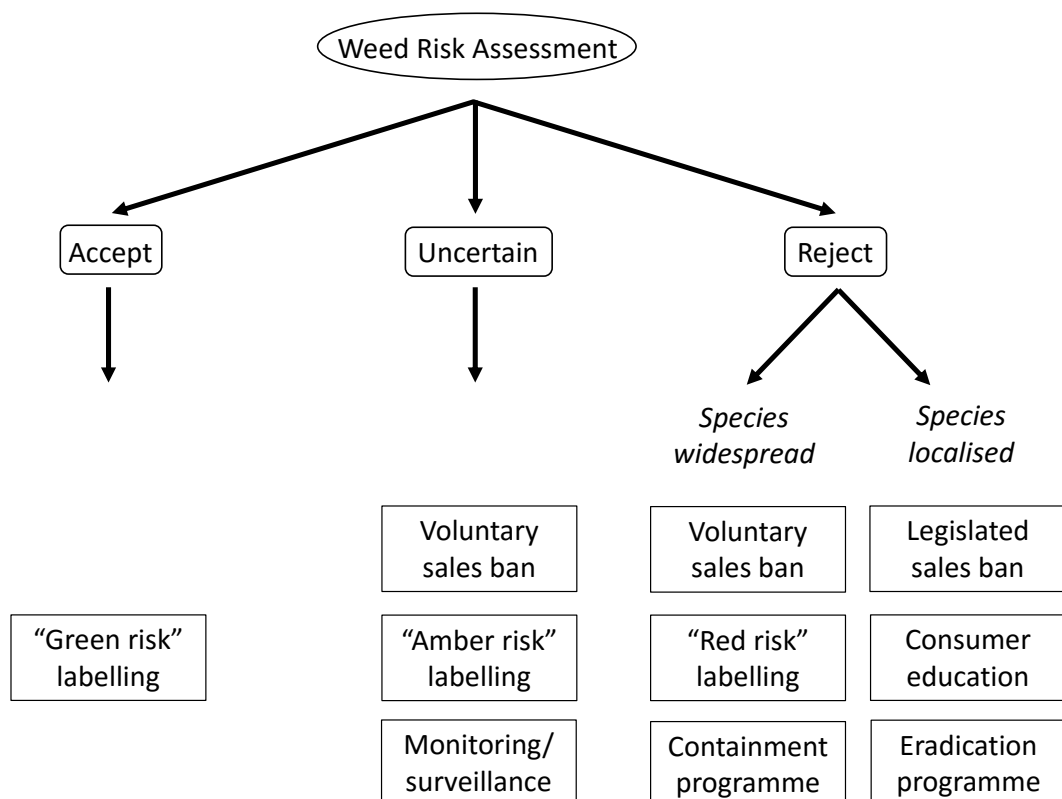 Weed Risk Assessment
Accept
Uncertain
Reject
Species
widespread
Species
localised
Voluntary
sales ban
Voluntary
sales ban
Legislated
sales ban
“Green risk”
labelling
“Amber risk”
labelling
“Red risk”
labelling
Consumer
education
Monitoring/
surveillance
Containment
programme
Eradication
programme